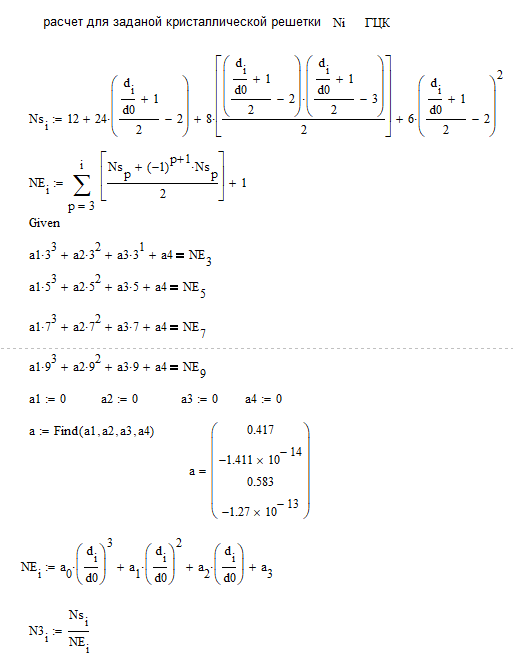 расчет для заданой кристаллической решетки Ni ГЦК
Ns_i := 12 + 24·((d_i/d0 + 1)/2 − 2) + 8·[((d_i/d0 + 1)/2 − 2)·((d_i/d0 + 1)/2 − 3)/2] + 6·((d_i/d0 + 1)/2 − 2)^2
NE_i := ∑_{p = 3}^{i} [(Ns_p + (−1)^{p+1}·Ns_p)/2] + 1
Given
a1·3^3 + a2·3^2 + a3·3^1 + a4 = NE_3
a1·5^3 + a2·5^2 + a3·5 + a4 = NE_5
a1·7^3 + a2·7^2 + a3·7 + a4 = NE_7
a1·9^3 + a2·9^2 + a3·9 + a4 = NE_9
a1 := 0 a2 := 0 a3 := 0 a4 := 0
a := Find(a1,a2,a3,a4)
a = (0.417
−1.411 × 10^{−14}
0.583
−1.27 × 10^{−13})
NE_i := a_0·(d_i/d0)^3 + a_1·(d_i/d0)^2 + a_2·(d_i/d0) + a_3
N3_i := Ns_i/NE_i